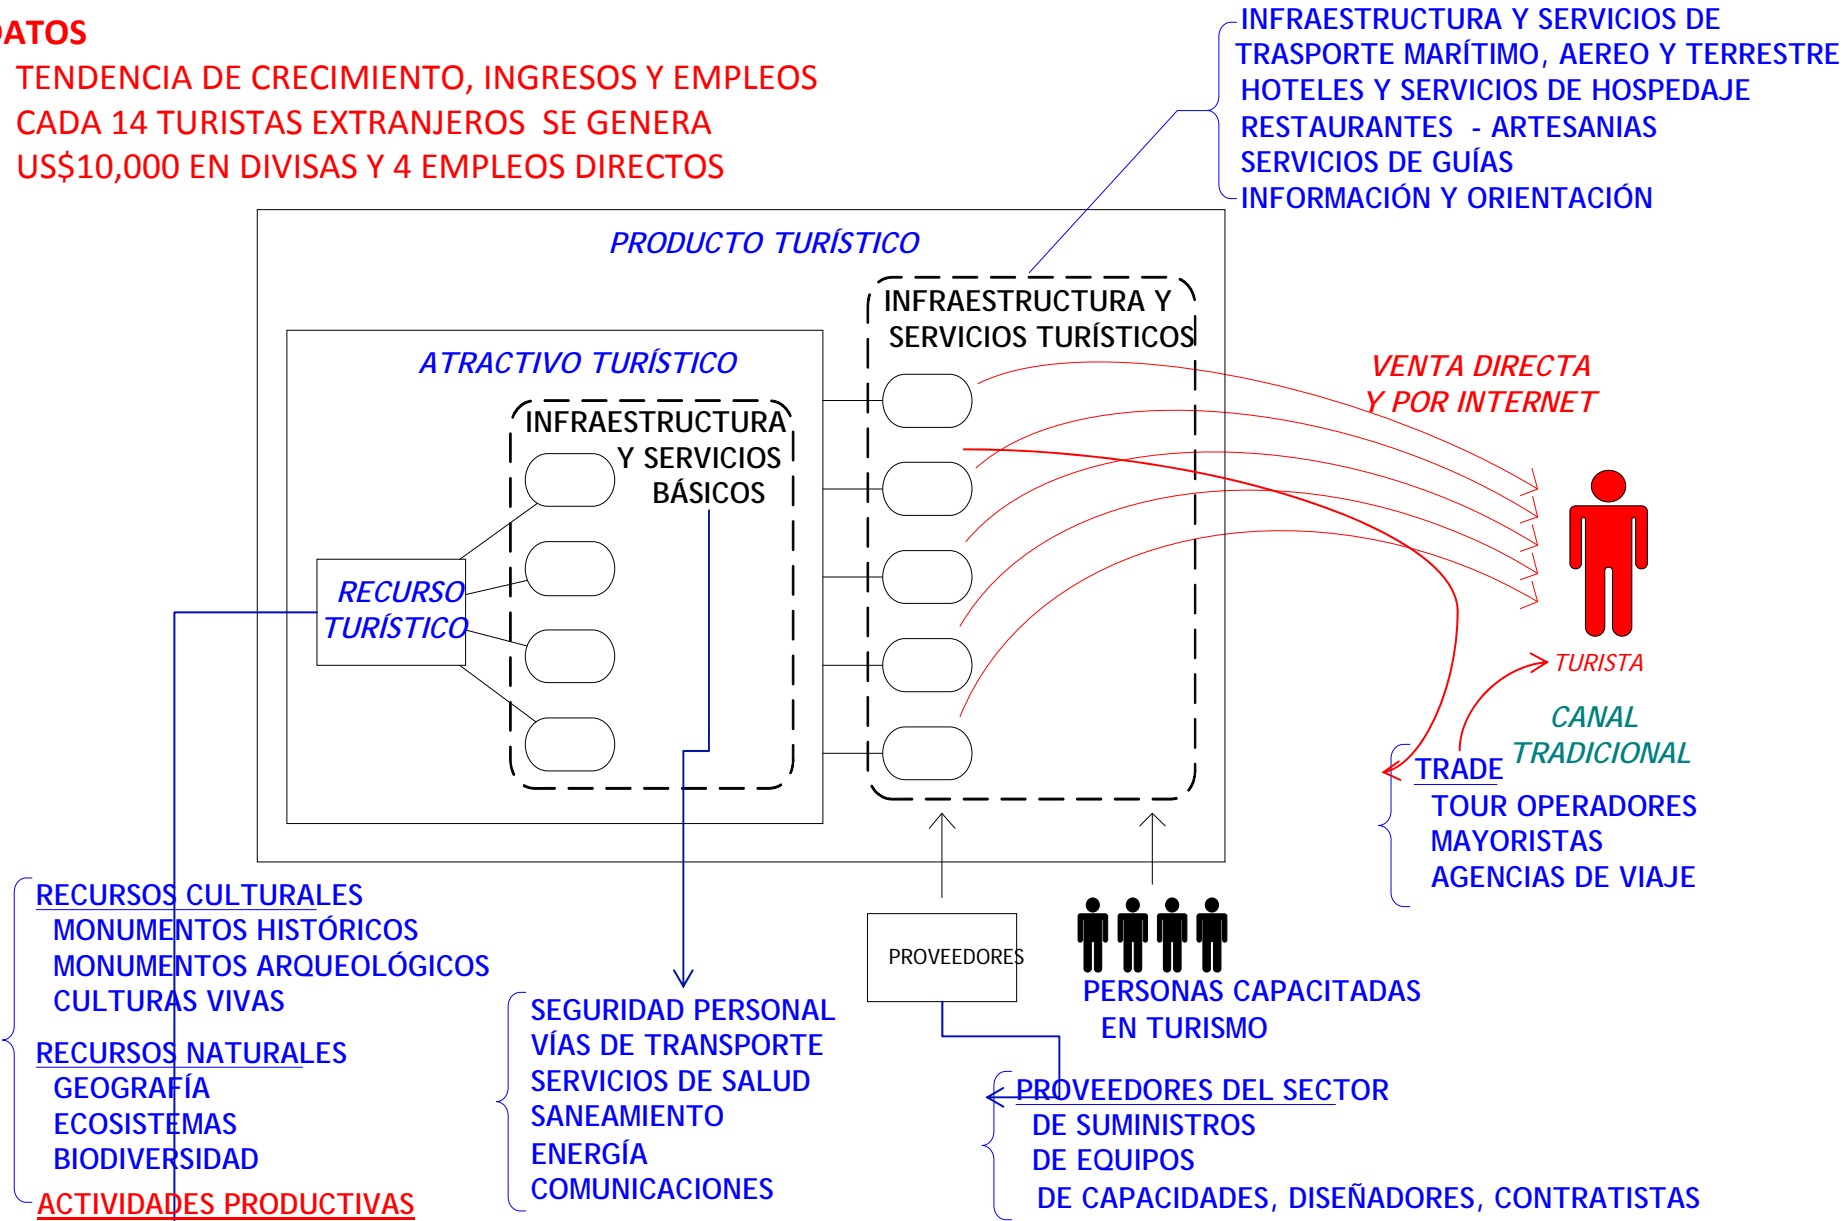 TENDENCIA DE CRECIMIENTO, INGRESOS Y EMPLEOS
CADA 14 TURISTAS EXTRANJEROS SE GENERA
US$10,000 EN DIVISAS Y 4 EMPLEOS DIRECTOS
INFRAESTRUCTURA Y SERVICIOS DE
TRASPORTE MARÍTIMO, AEREO Y TERRESTRE
HOTELES Y SERVICIOS DE HOSPEDAJE
RESTAURANTES - ARTESANIAS
SERVICIOS DE GUÍAS
INFORMACIÓN Y ORIENTACIÓN
PRODUCTO TURÍSTICO
INFRAESTRUCTURA Y
SERVICIOS TURÍSTICOS
ATRACTIVO TURÍSTICO
INFRAESTRUCTURA
Y SERVICIOS
BÁSICOS
RECURSO
TURÍSTICO
VENTA DIRECTA
Y POR INTERNET
TURISTA
CANAL
TRADICIONAL
TRADE
TOUR OPERADORES
MAYORISTAS
AGENCIAS DE VIAJE
RECURSOS CULTURALES
MONUMENTOS HISTÓRICOS
MONUMENTOS ARQUEOLÓGICOS
CULTURAS VIVAS
RECURSOS NATURALES
GEOGRAFÍA
ECOSISTEMAS
BIODIVERSIDAD
ACTIVIDADES PRODUCTIVAS
SEGURIDAD PERSONAL
VÍAS DE TRANSPORTE
SERVICIOS DE SALUD
SANEAMIENTO
ENERGÍA
COMUNICACIONES
PROVEEDORES
PERSONAS CAPACITADAS
EN TURISMO
PROVEEDORES DEL SECTOR
DE SUMINISTROS
DE EQUIPOS
DE CAPACIDADES, DISEÑADORES, CONTRATISTAS